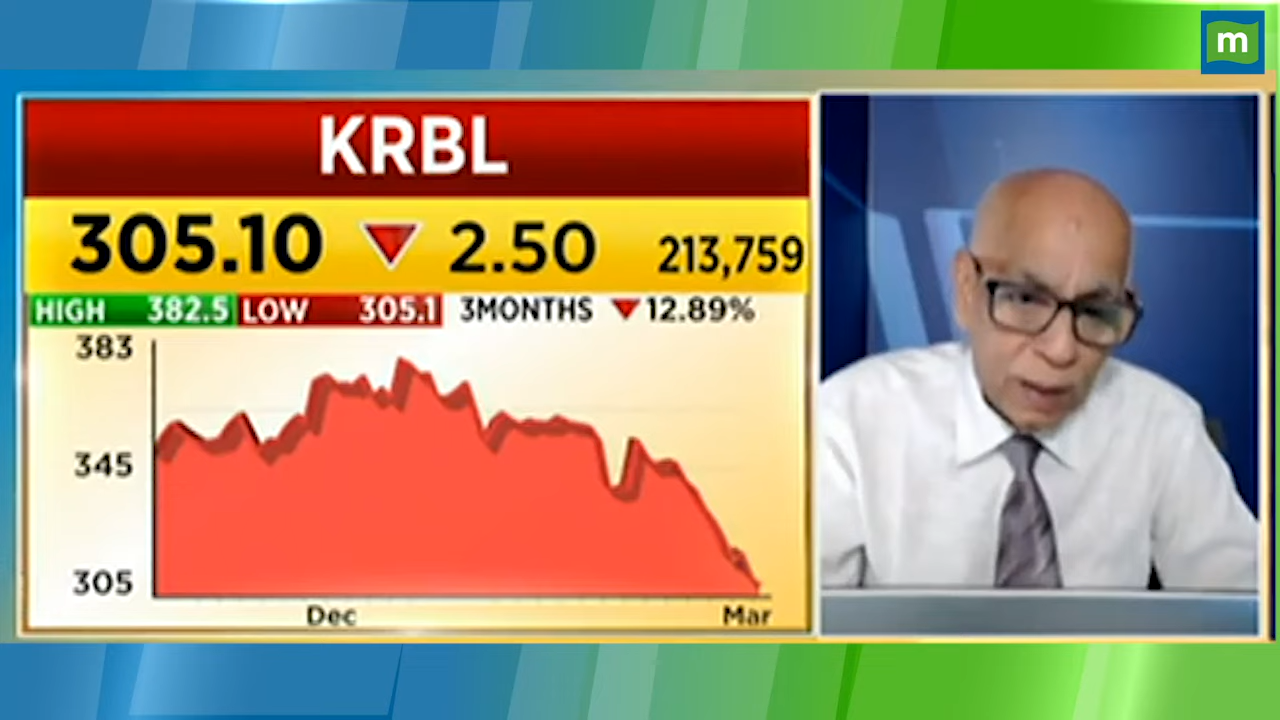 m
KRBL
305.10 ▼ 2.50 213,759
HIGH 382.5 LOW 305.1 3MONTHS ▼ 12.89%
383
345
305
Dec Mar